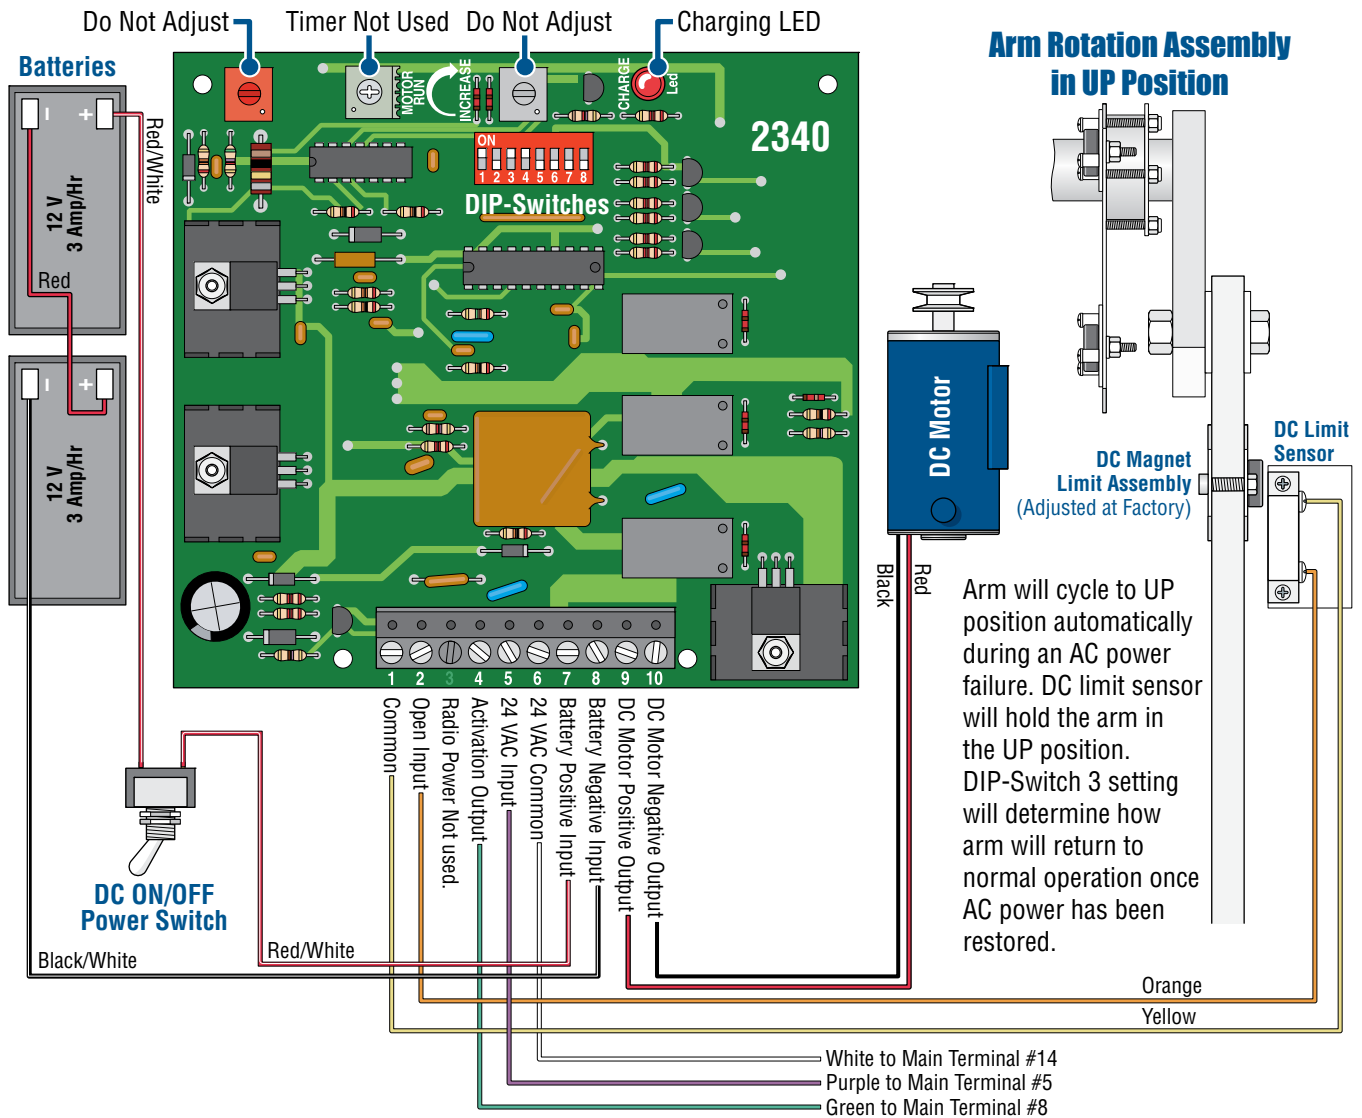 Do Not Adjust
Timer Not Used
Do Not Adjust
Charging LED
Arm Rotation Assembly
in UP Position
Batteries
Red/White
– +
12 V
3 Amp/Hr
Red
– +
12 V
3 Amp/Hr
MOTOR
RUN
INCREASE
CHARGE
Led
2340
ON
1 2 3 4 5 6 7 8
DIP-Switches
DC Motor
Black
Red
DC Magnet
Limit Assembly
(Adjusted at Factory)
DC Limit
Sensor
Arm will cycle to UP
position automatically
during an AC power
failure. DC limit sensor
will hold the arm in
the UP position.
DIP-Switch 3 setting
will determine how
arm will return to
normal operation once
AC power has been
restored.
1 2 3 4 5 6 7 8 9 10
Common
Open Input
Radio Power Not used.
Activation Output
24 VAC Input
24 VAC Common
Battery Positive Input
Battery Negative Input
DC Motor Positive Output
DC Motor Negative Output
DC ON/OFF
Power Switch
Black/White
Red/White
Orange
Yellow
White to Main Terminal #14
Purple to Main Terminal #5
Green to Main Terminal #8